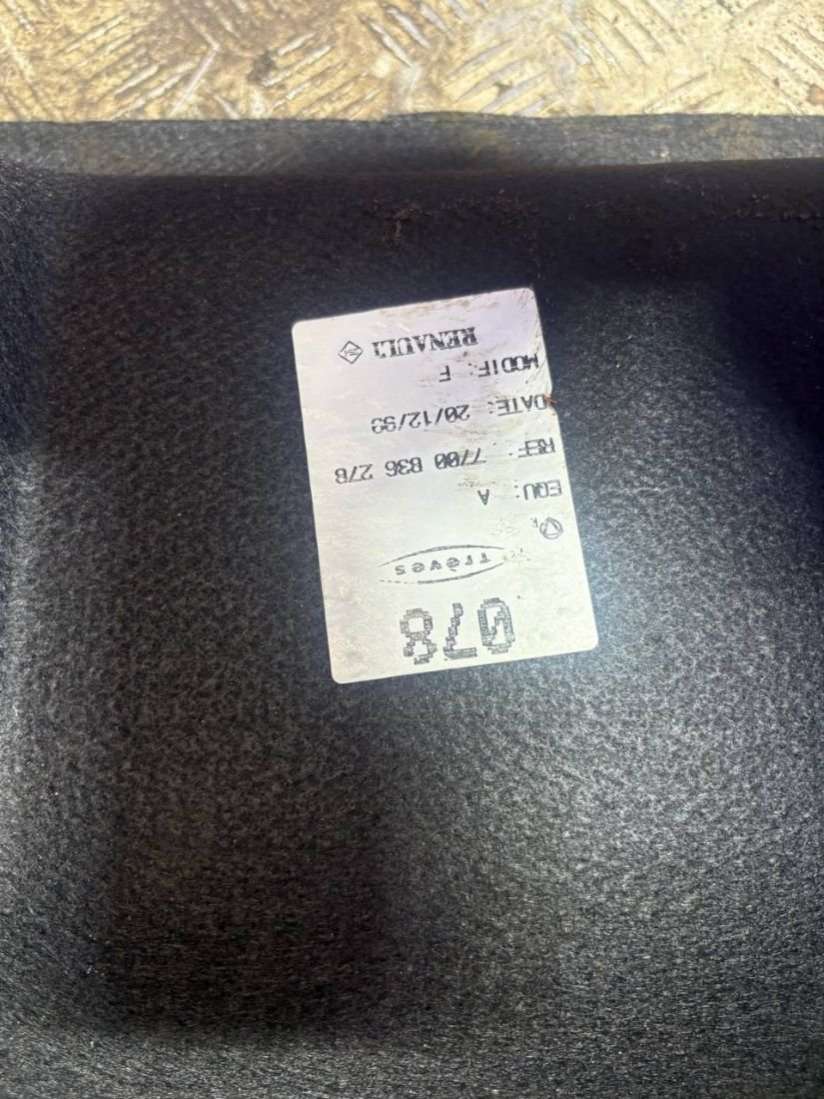 078
Trèves
EQU: A
REF: 7700 836 278
DATE: 20/12/93
MODIF: F
RENAULT